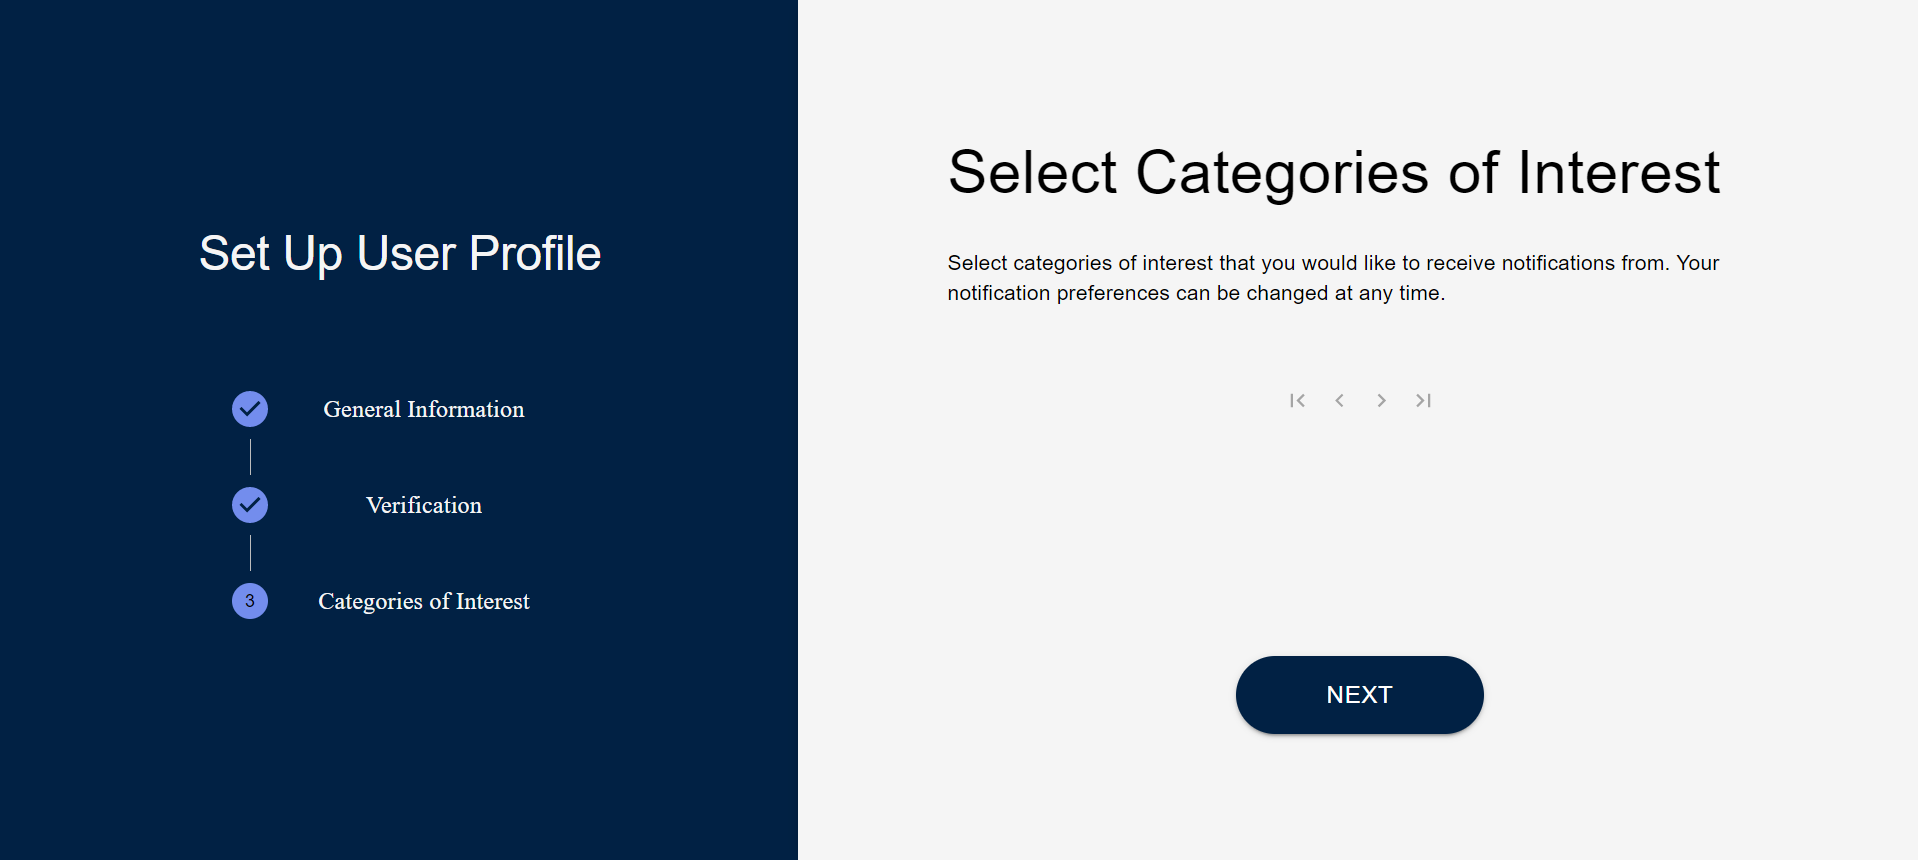 Set Up User Profile
General Information
Verification
3
Categories of Interest
Select Categories of Interest
Select categories of interest that you would like to receive notifications from. Your
notification preferences can be changed at any time.
NEXT